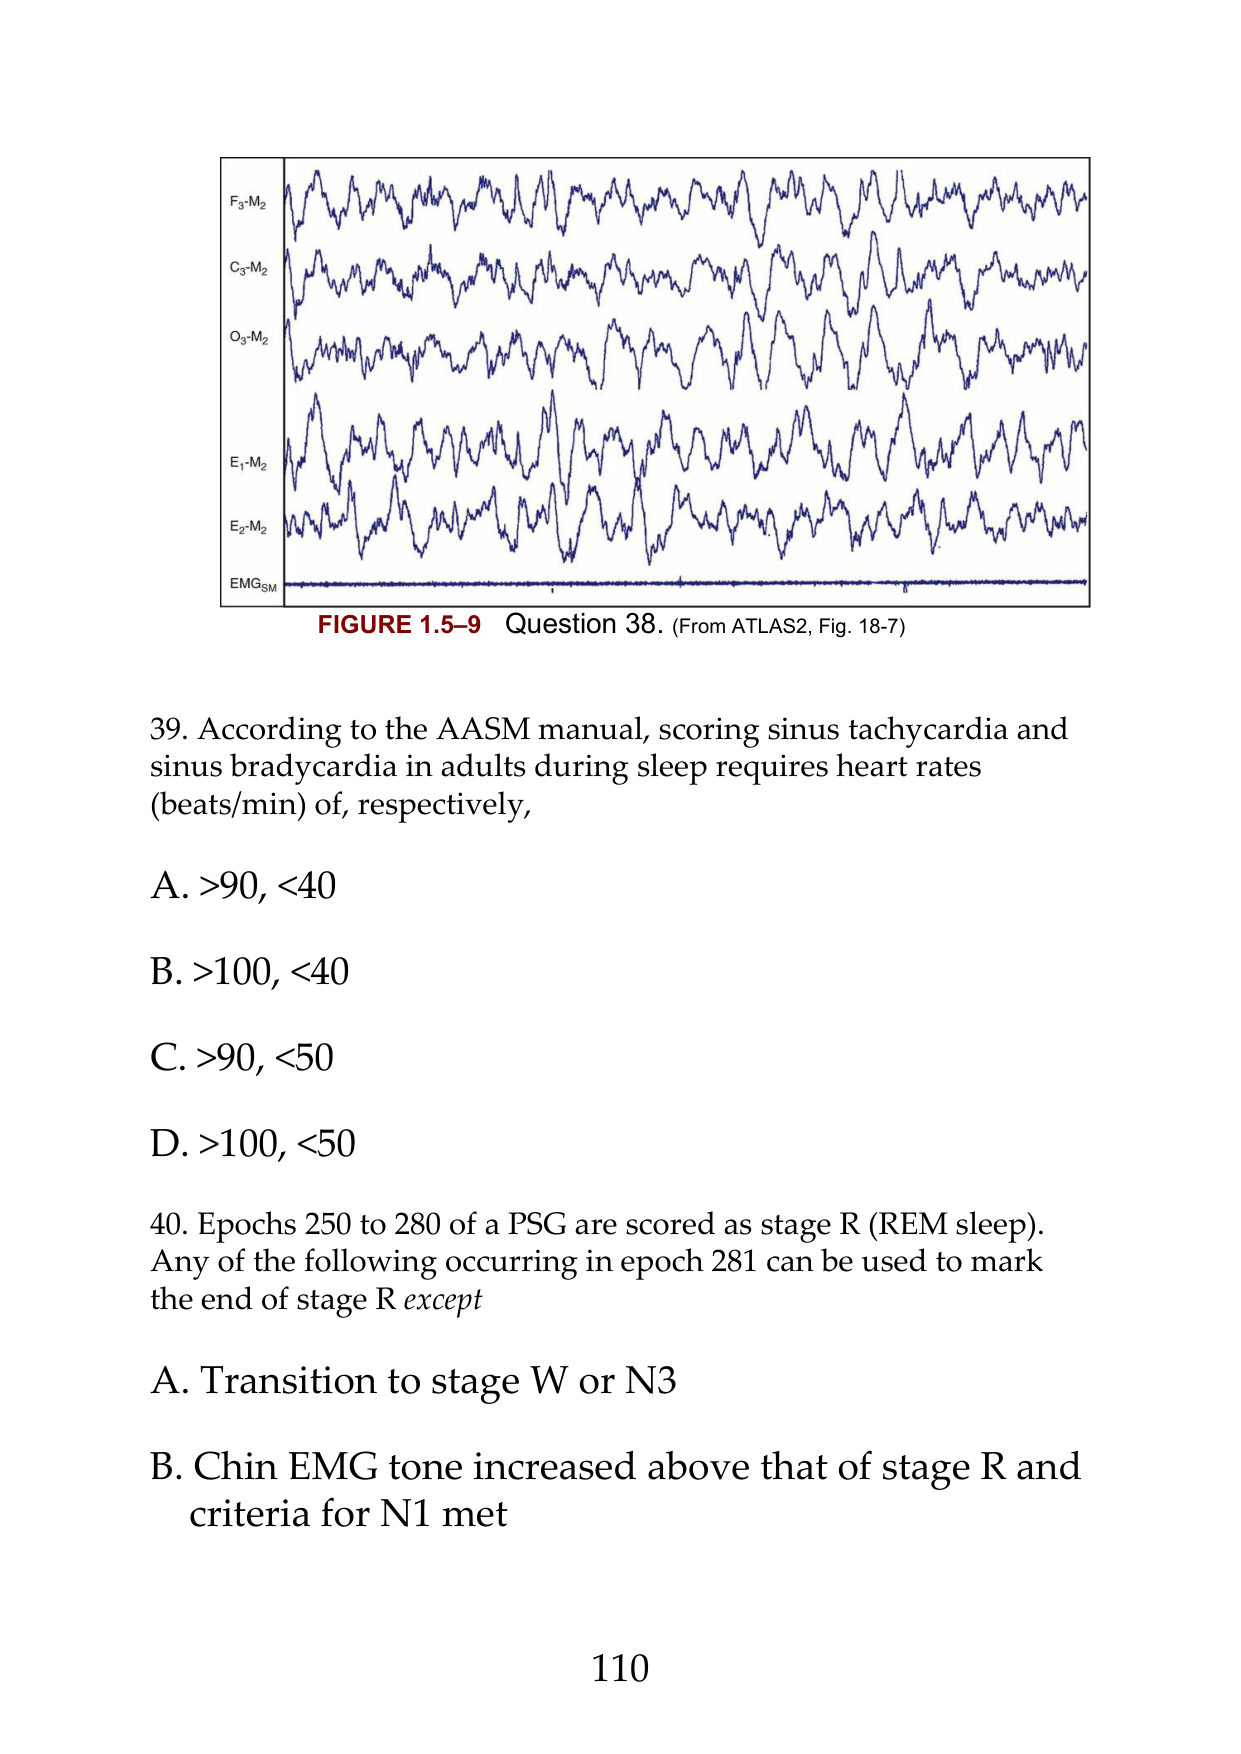 F3-M2
C3-M2
O3-M2
E1-M2
E2-M2
EMGSM
FIGURE 1.5–9 Question 38. (From ATLAS2, Fig. 18-7)
39. According to the AASM manual, scoring sinus tachycardia and
sinus bradycardia in adults during sleep requires heart rates
(beats/min) of, respectively,
A. >90, <40
B. >100, <40
C. >90, <50
D. >100, <50
40. Epochs 250 to 280 of a PSG are scored as stage R (REM sleep).
Any of the following occurring in epoch 281 can be used to mark
the end of stage R except
A. Transition to stage W or N3
B. Chin EMG tone increased above that of stage R and
criteria for N1 met
110